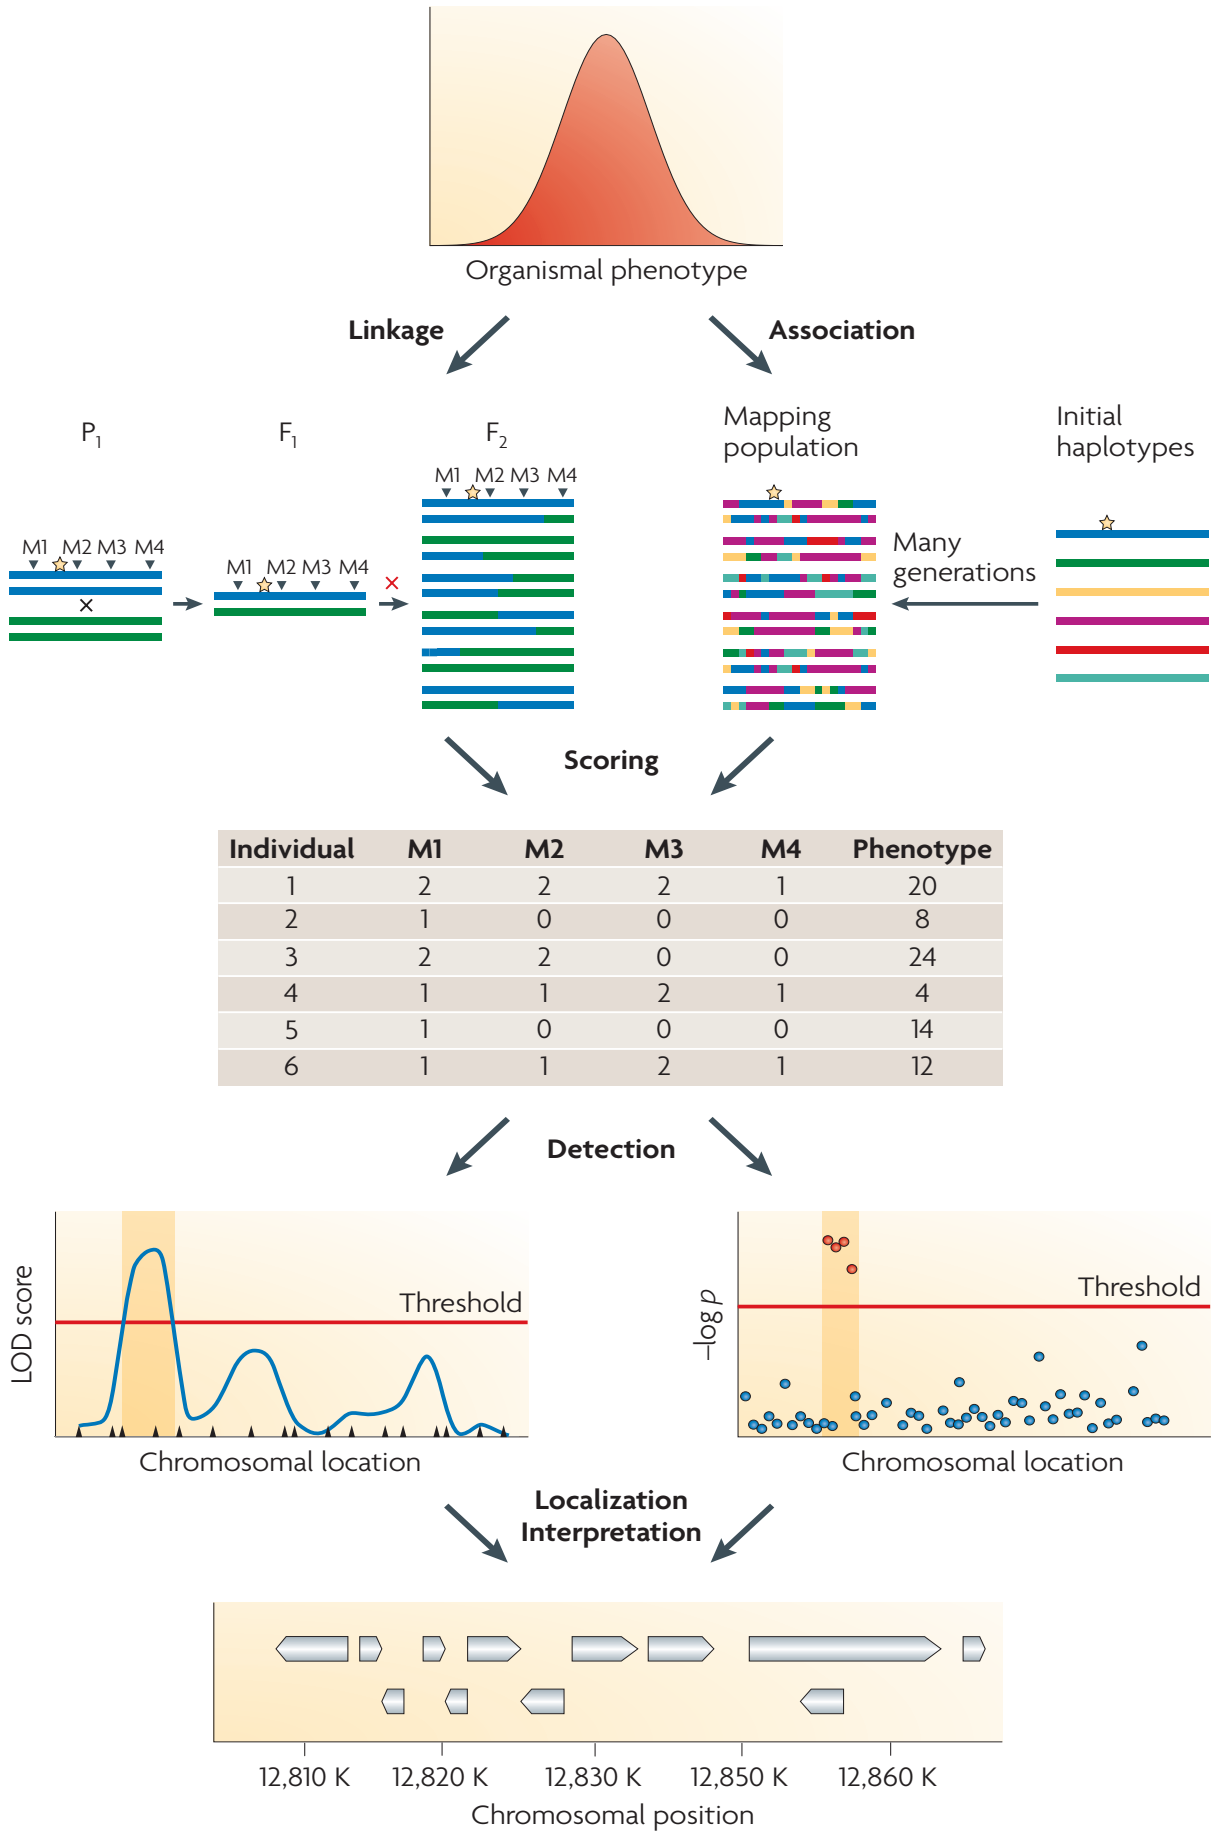 Organismal phenotype
Linkage
Association
P1
F1
F2
Mapping
population
Initial
haplotypes
M1 M2 M3 M4
M1 M2 M3 M4
M1 M2 M3 M4
×
×
Many
generations
Scoring
Individual M1 M2 M3 M4 Phenotype
1 2 2 2 1 20
2 1 0 0 0 8
3 2 2 0 0 24
4 1 1 2 1 4
5 1 0 0 0 14
6 1 1 2 1 12
Detection
LOD score
Threshold
Chromosomal location
–log p
Threshold
Chromosomal location
Localization
Interpretation
12,810 K 12,820 K 12,830 K 12,850 K 12,860 K
Chromosomal position